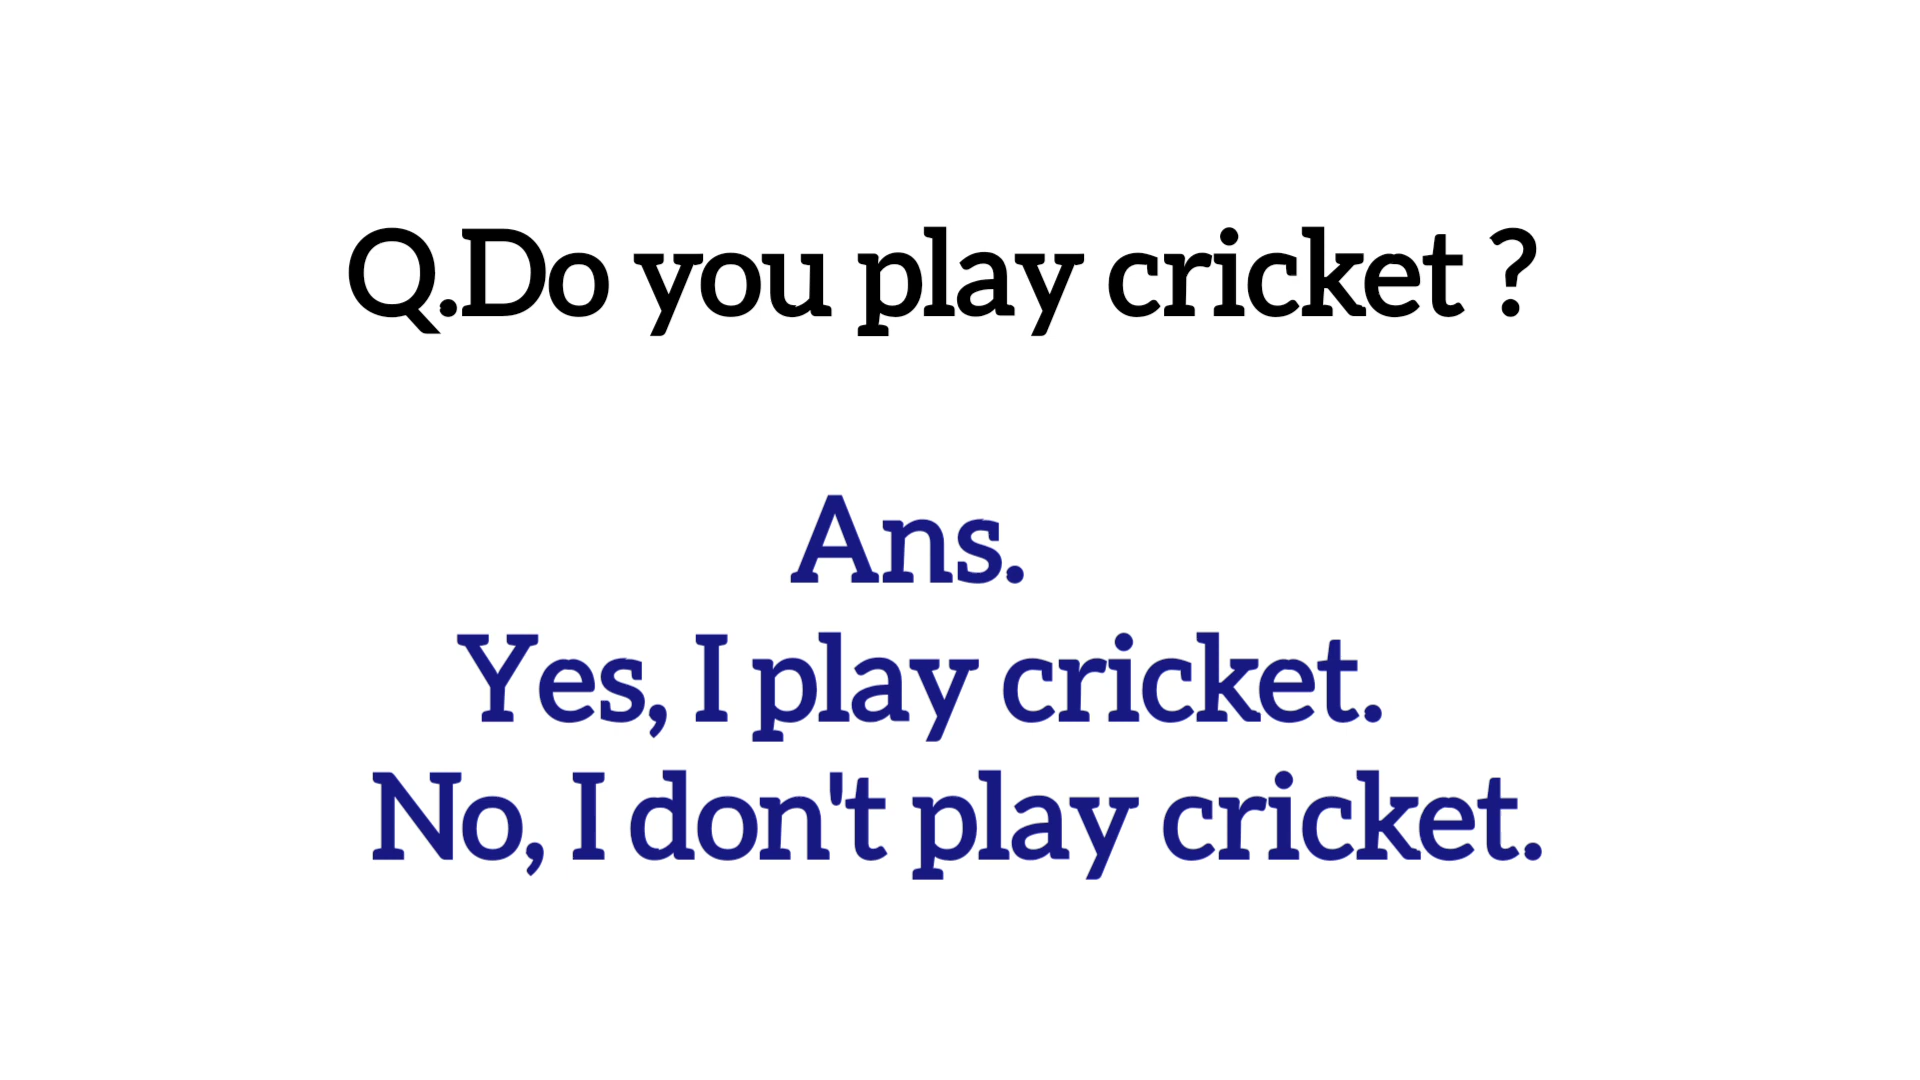 Q.Do you play cricket ?
Ans.
Yes, I play cricket.
No, I don't play cricket.